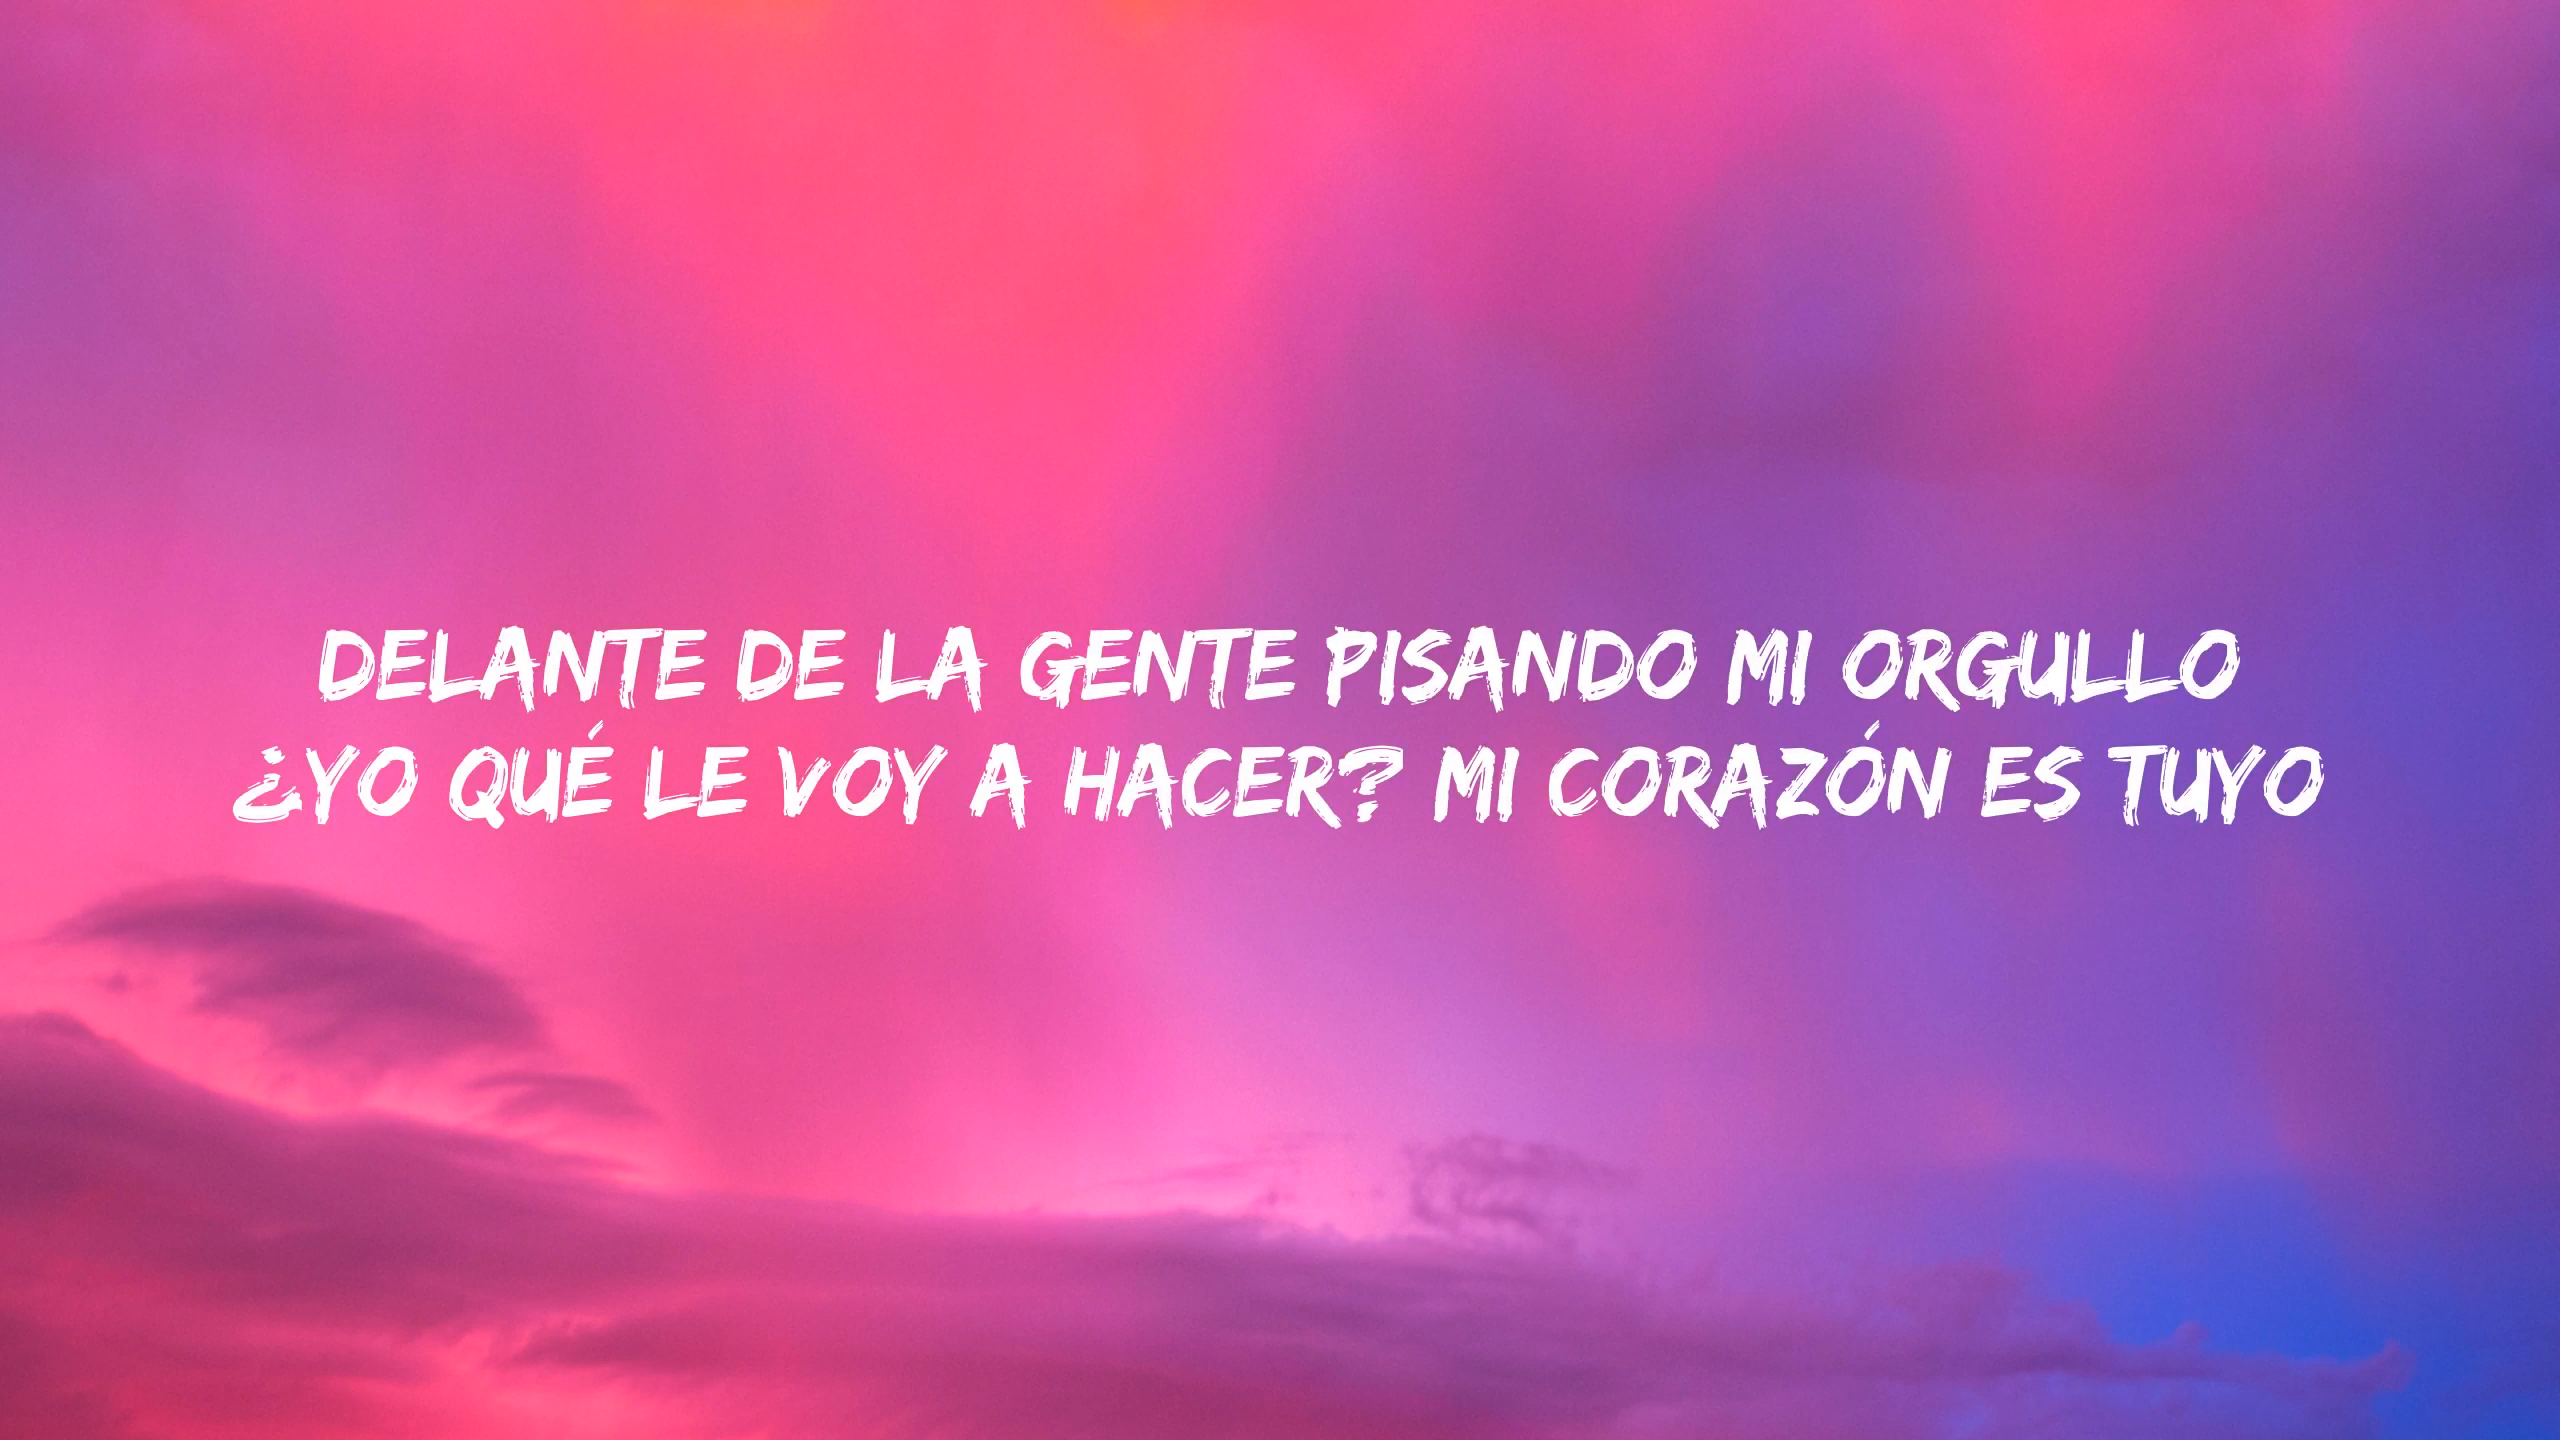 DELANTE DE LA GENTE PISANDO MI ORGULLO
¿YO QUÉ LE VOY A HACER? MI CORAZÓN ES TUYO